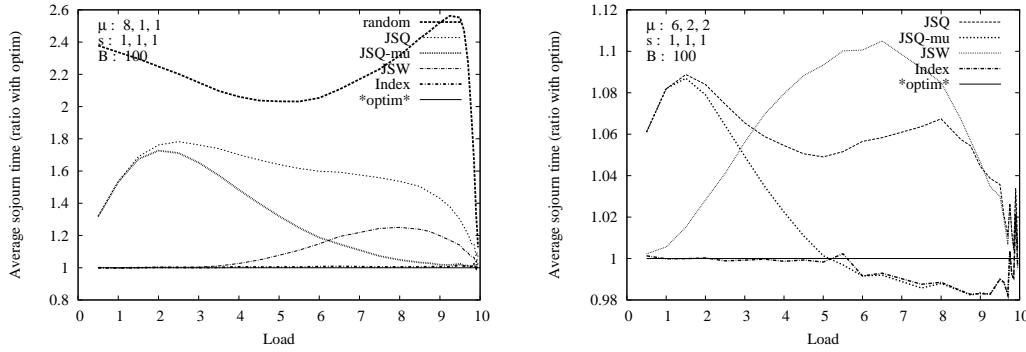 2.6
2.4
2.2
2
1.8
1.6
1.4
1.2
1
0.8
0 1 2 3 4 5 6 7 8 9 10
Average sojourn time (ratio with optim)
Load
μ : 8, 1, 1
s : 1, 1, 1
B : 100
random
JSQ
JSQ-mu
JSW
Index
*optim*
1.12
1.1
1.08
1.06
1.04
1.02
1
0.98
0 1 2 3 4 5 6 7 8 9 10
Average sojourn time (ratio with optim)
Load
μ : 6, 2, 2
s : 1, 1, 1
B : 100
JSQ
JSQ-mu
JSW
Index
*optim*